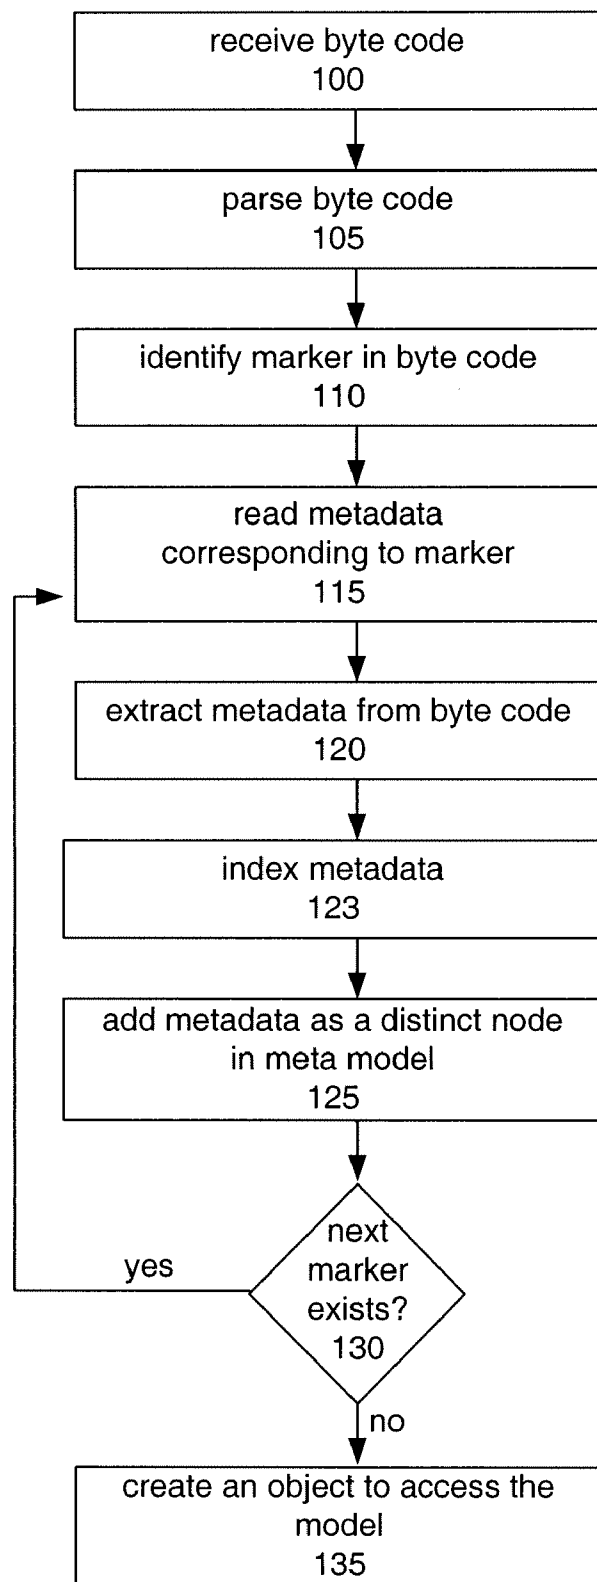 receive byte code
100
parse byte code
105
identify marker in byte code
110
read metadata
corresponding to marker
115
extract metadata from byte code
120
index metadata
123
add metadata as a distinct node
in meta model
125
next
marker
exists?
130
yes
no
create an object to access the
model
135